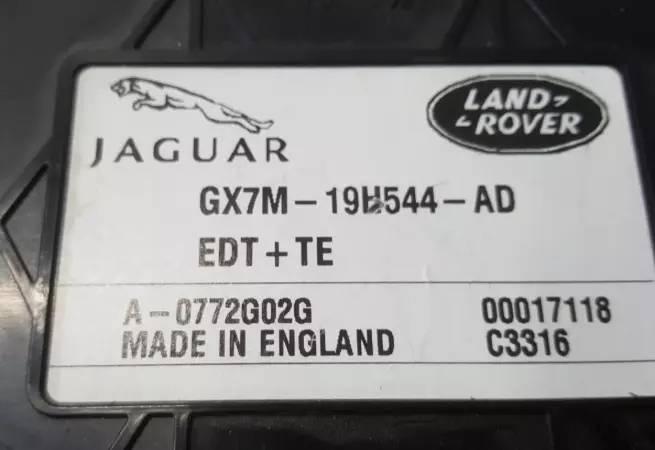 JAGUAR
LAND ROVER
GX7M-19H544-AD
EDT+TE
A-0772G02G 00017118
MADE IN ENGLAND C3316